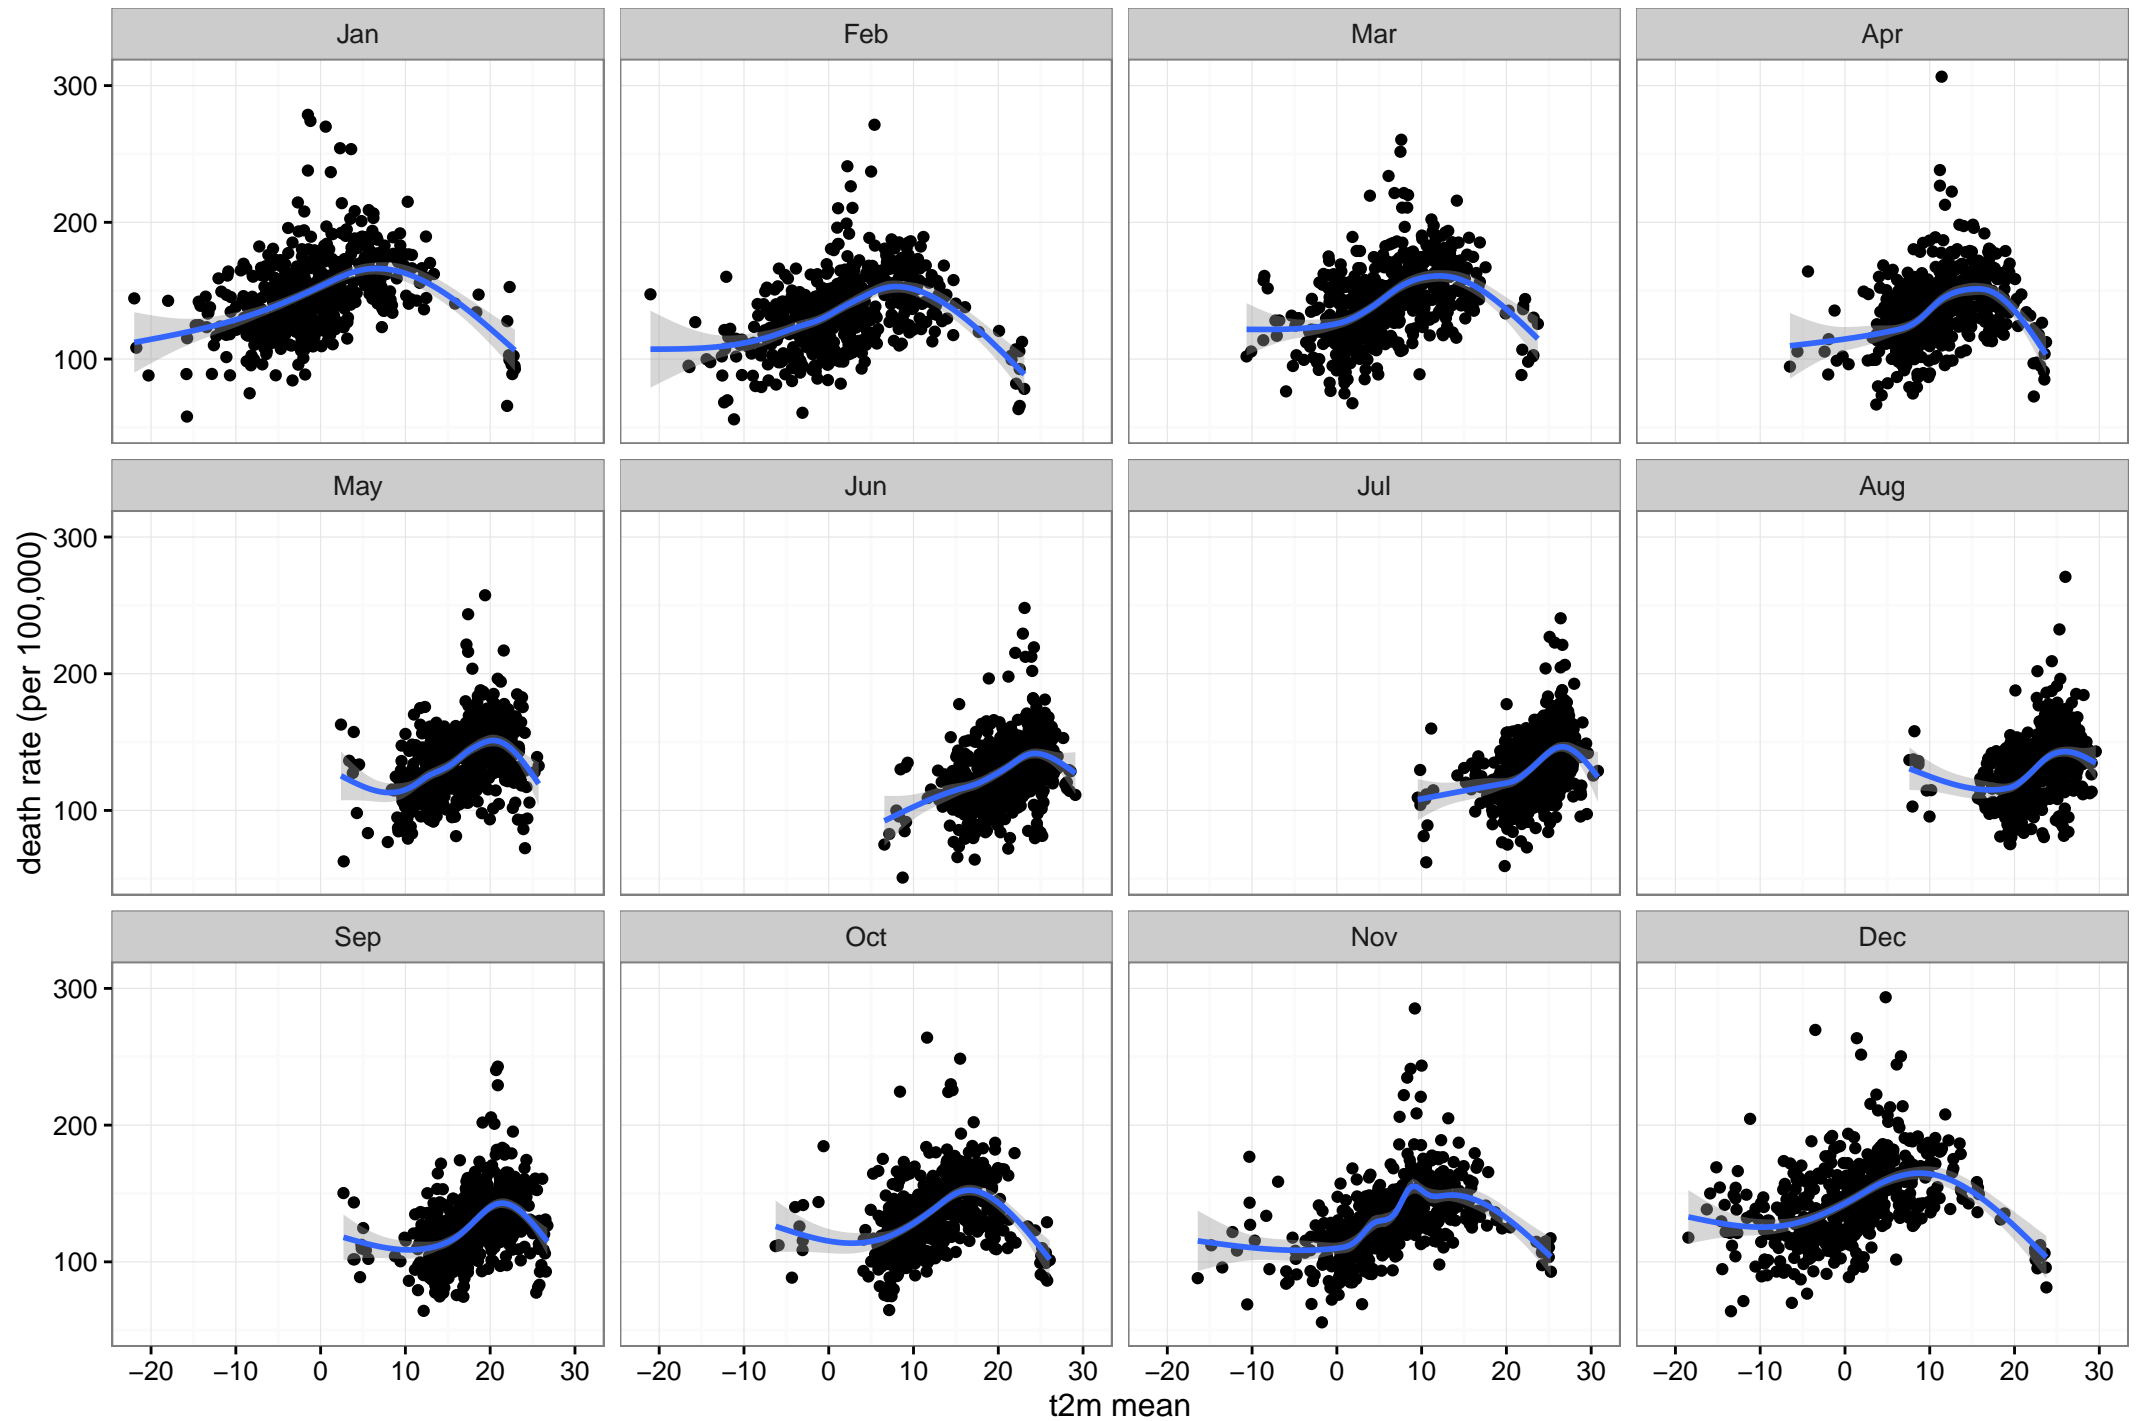 Jan Feb Mar Apr
300
200
100
May Jun Jul Aug
300
200
100
death rate (per 100,000)
Sep Oct Nov Dec
300
200
100
−20 −10 0 10 20 30 −20 −10 0 10 20 30 −20 −10 0 10 20 30 −20 −10 0 10 20 30
t2m mean